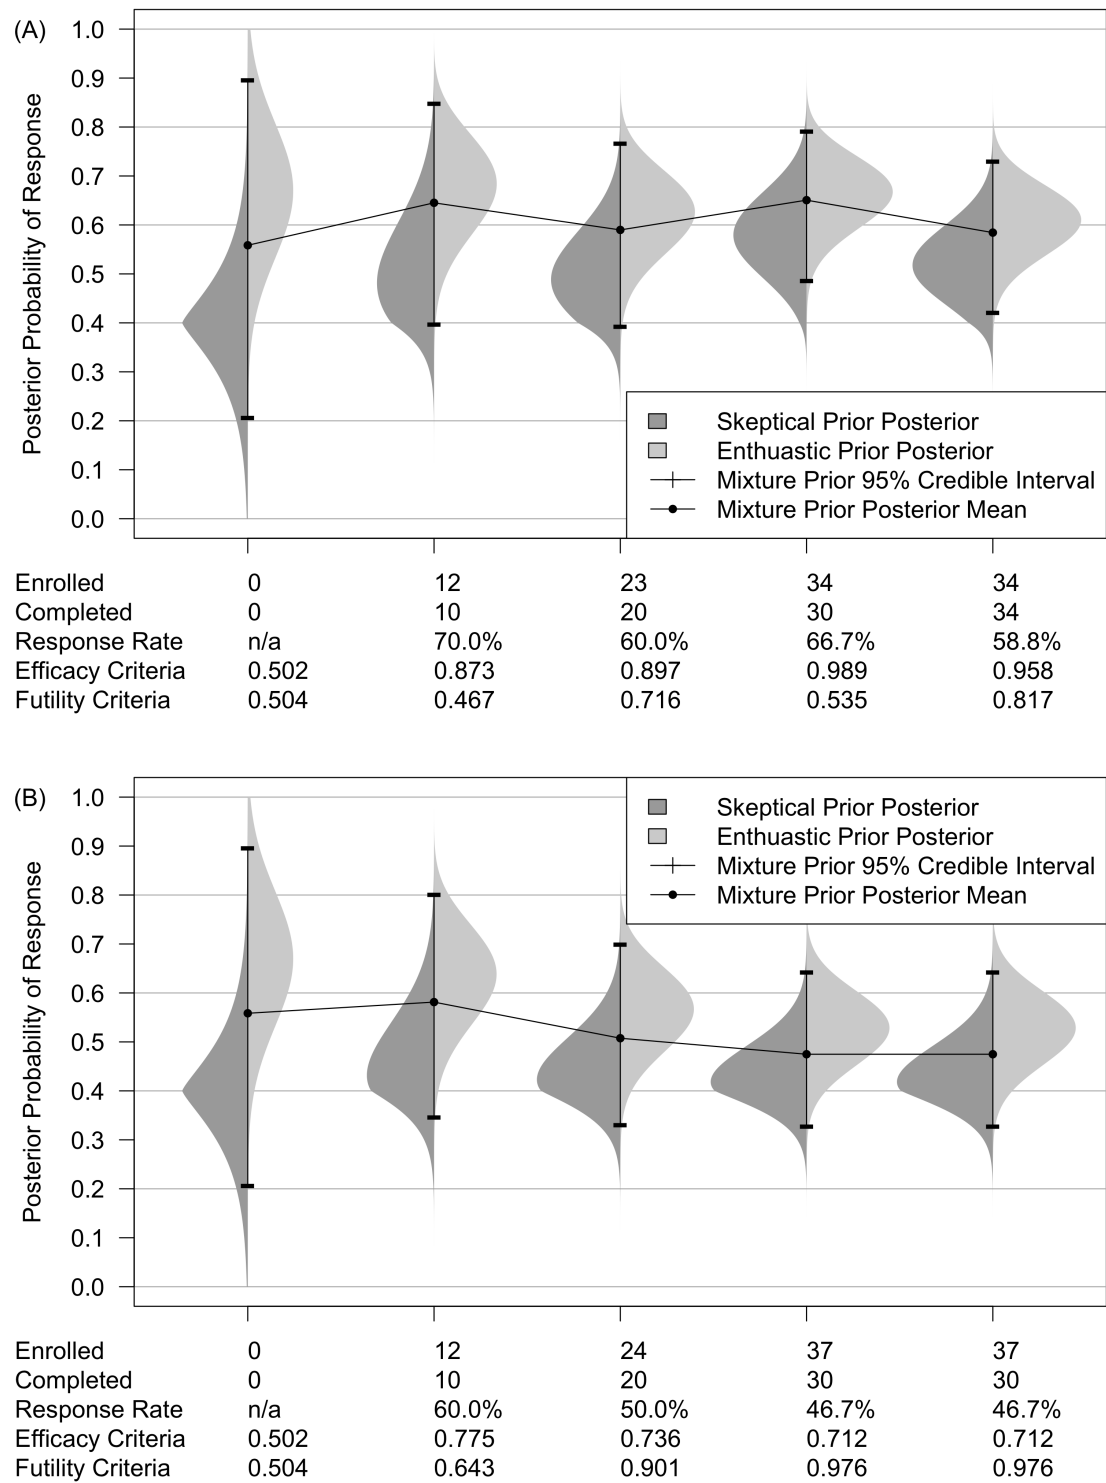 (A)
Posterior Probability of Response
1.0
0.9
0.8
0.7
0.6
0.5
0.4
0.3
0.2
0.1
0.0
Skeptical Prior Posterior
Enthuastic Prior Posterior
Mixture Prior 95% Credible Interval
Mixture Prior Posterior Mean
Enrolled 0 12 23 34 34
Completed 0 10 20 30 34
Response Rate n/a 70.0% 60.0% 66.7% 58.8%
Efficacy Criteria 0.502 0.873 0.897 0.989 0.958
Futility Criteria 0.504 0.467 0.716 0.535 0.817
(B)
Posterior Probability of Response
1.0
0.9
0.8
0.7
0.6
0.5
0.4
0.3
0.2
0.1
0.0
Skeptical Prior Posterior
Enthuastic Prior Posterior
Mixture Prior 95% Credible Interval
Mixture Prior Posterior Mean
Enrolled 0 12 24 37 37
Completed 0 10 20 30 30
Response Rate n/a 60.0% 50.0% 46.7% 46.7%
Efficacy Criteria 0.502 0.775 0.736 0.712 0.712
Futility Criteria 0.504 0.643 0.901 0.976 0.976